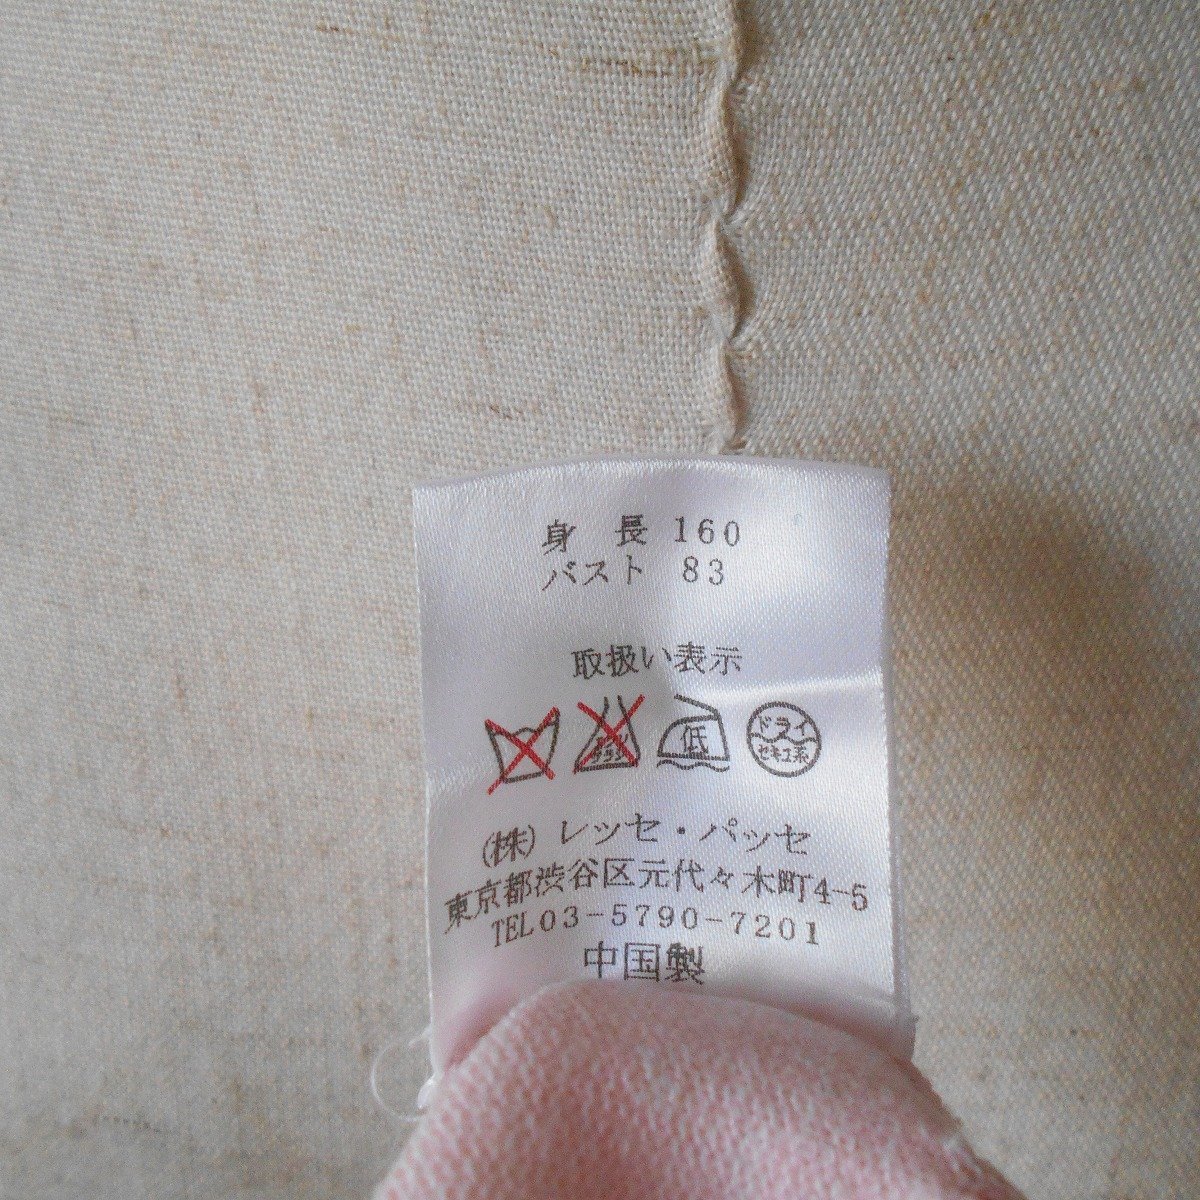 身 長 160
バスト 83
取扱い表示
低
ドライ
セキユ系
(株) レッセ・パッセ
東京都渋谷区元代々木町4-5
TEL03-5790-7201
中国製